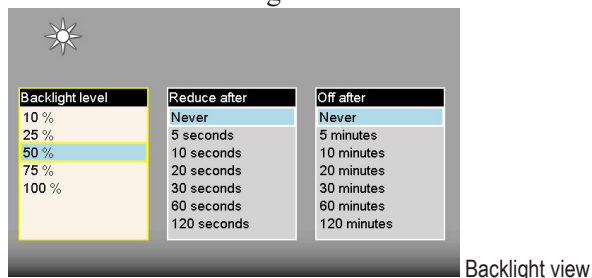 Backlight level
10 %
25 %
50 %
75 %
100 %
Reduce after
Never
5 seconds
10 seconds
20 seconds
30 seconds
60 seconds
120 seconds
Off after
Never
5 minutes
10 minutes
20 minutes
30 minutes
60 minutes
120 minutes
Backlight view